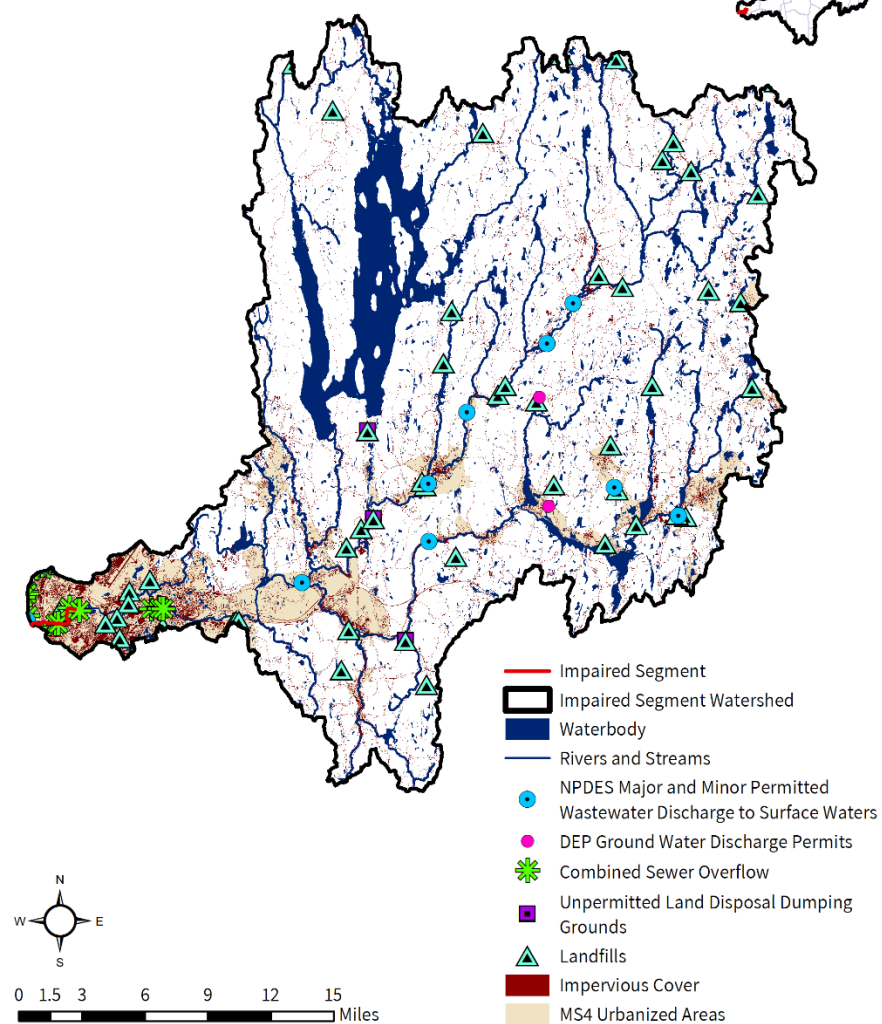 Impaired Segment
Impaired Segment Watershed
Waterbody
Rivers and Streams
NPDES Major and Minor Permitted
Wastewater Discharge to Surface Waters
DEP Ground Water Discharge Permits
Combined Sewer Overflow
Unpermitted Land Disposal Dumping
Grounds
Landfills
Impervious Cover
MS4 Urbanized Areas
N
W E
S
0 1.5 3 6 9 12 15
Miles